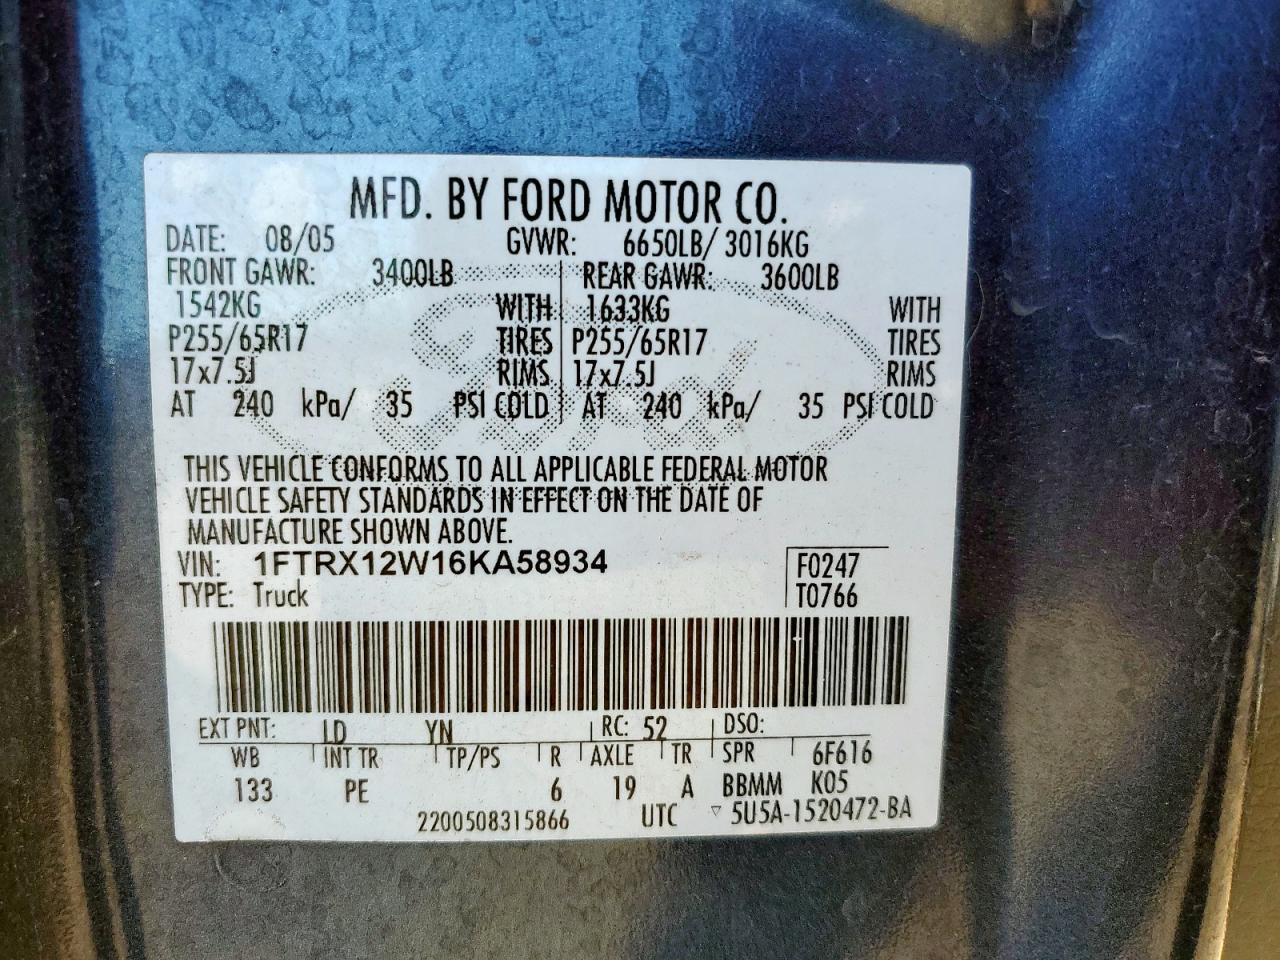 MFD. BY FORD MOTOR CO.
DATE: 08/05 GVWR: 6650LB/ 3016KG
FRONT GAWR: 3400LB REAR GAWR: 3600LB
1542KG WITH 1633KG WITH
P255/65R17 TIRES P255/65R17 TIRES
17x7.5J RIMS 17x7.5J RIMS
AT 240 kPa/ 35 PSI COLD AT 240 kPa/ 35 PSI COLD
THIS VEHICLE CONFORMS TO ALL APPLICABLE FEDERAL MOTOR
VEHICLE SAFETY STANDARDS IN EFFECT ON THE DATE OF
MANUFACTURE SHOWN ABOVE.
VIN: 1FTRX12W16KA58934 F0247
TYPE: Truck T0766
EXT PNT: LD YN RC: 52 DSO:
WB INT TR TP/PS R AXLE TR SPR 6F616
133 PE 6 19 A BBMM K05
2200508315866 UTC ▽ 5U5A-1520472-BA